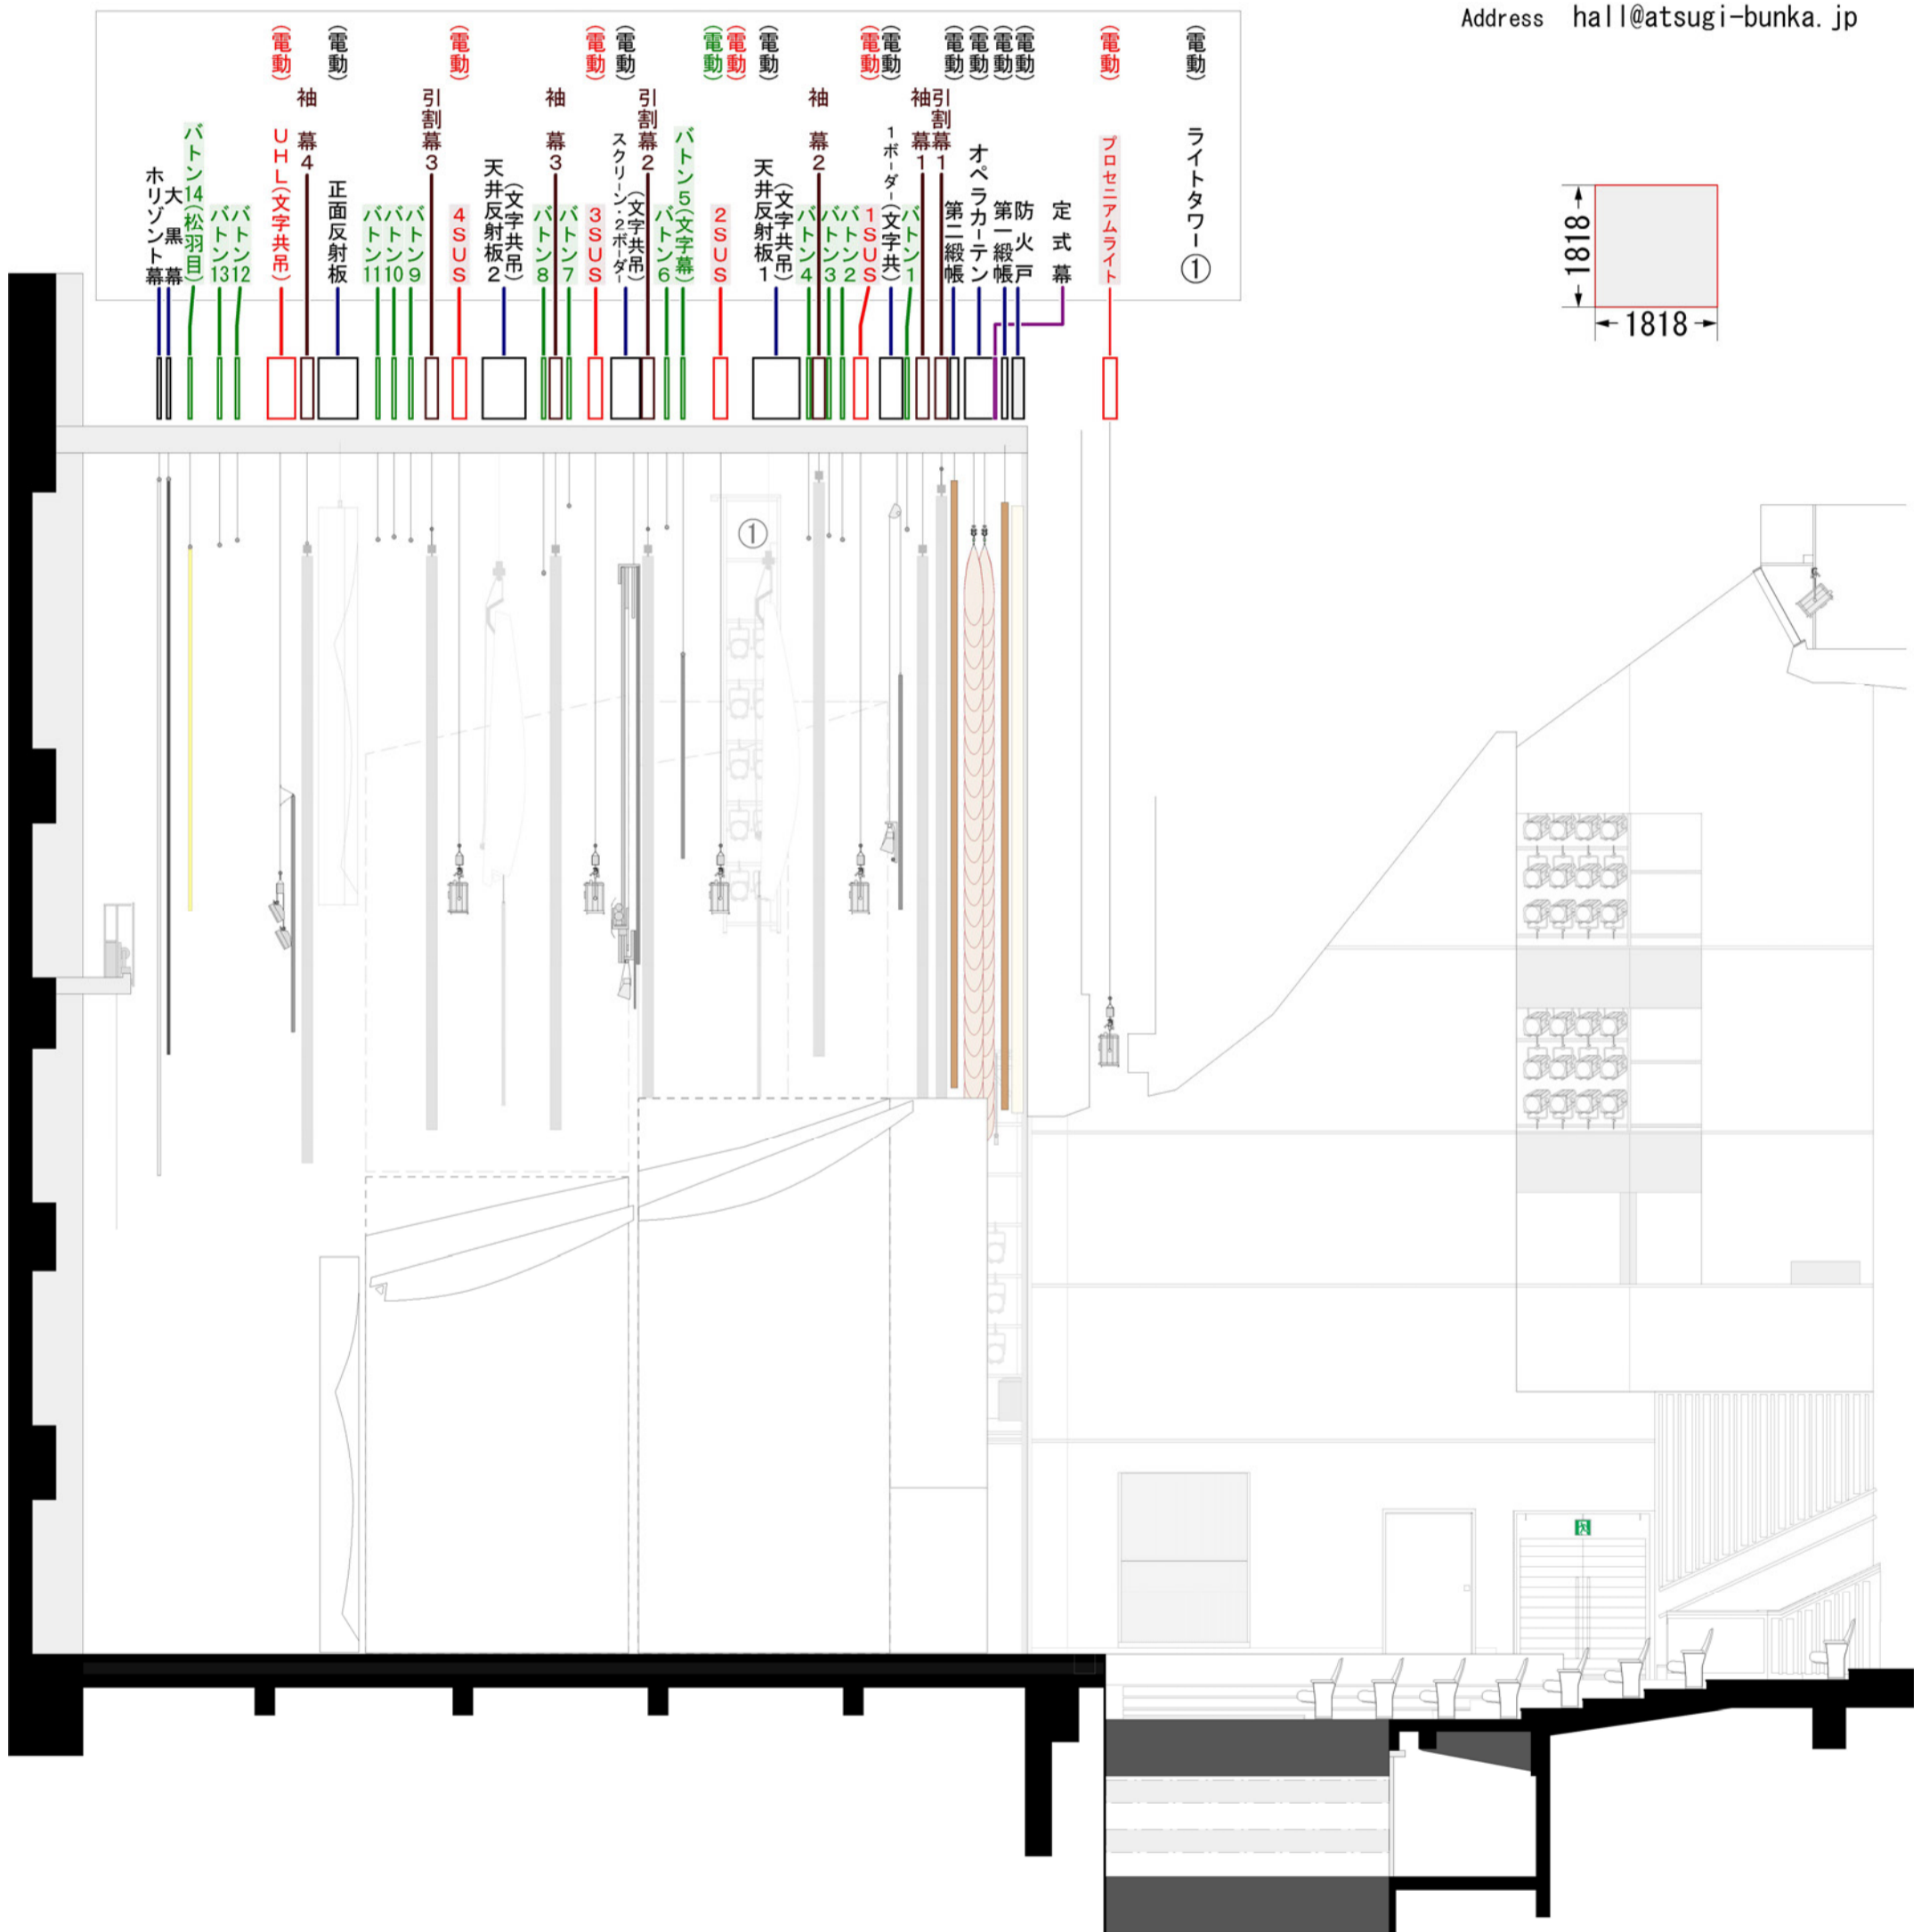 Address　hall@atsugi-bunka.jp
(電動)
ライトタワー①
(電動)
プロセニアムライト
定式幕
(電動)
防火戸
(電動)
第一緞帳
(電動)
オペラカーテン
(電動)
第二緞帳
引割幕1
袖　幕1
バトン1
(電動)
1ボーダー(文字共)
(電動)
1SUS
バトン2
バトン3
袖　幕2
バトン4
(電動)
天井反射板1
(文字共吊)
(電動)
2SUS
(電動)
バトン5(文字幕)
バトン6
引割幕2
(電動)
スクリーン・2ボーダー
(文字共吊)
(電動)
3SUS
バトン7
袖　幕3
バトン8
天井反射板2
(文字共吊)
(電動)
4SUS
引割幕3
バトン9
バトン10
バトン11
(電動)
正面反射板
袖　幕4
(電動)
UHL(文字共吊)
バトン12
バトン13
バトン14(松羽目)
大　黒　幕
ホリゾント幕
1818
1818
①